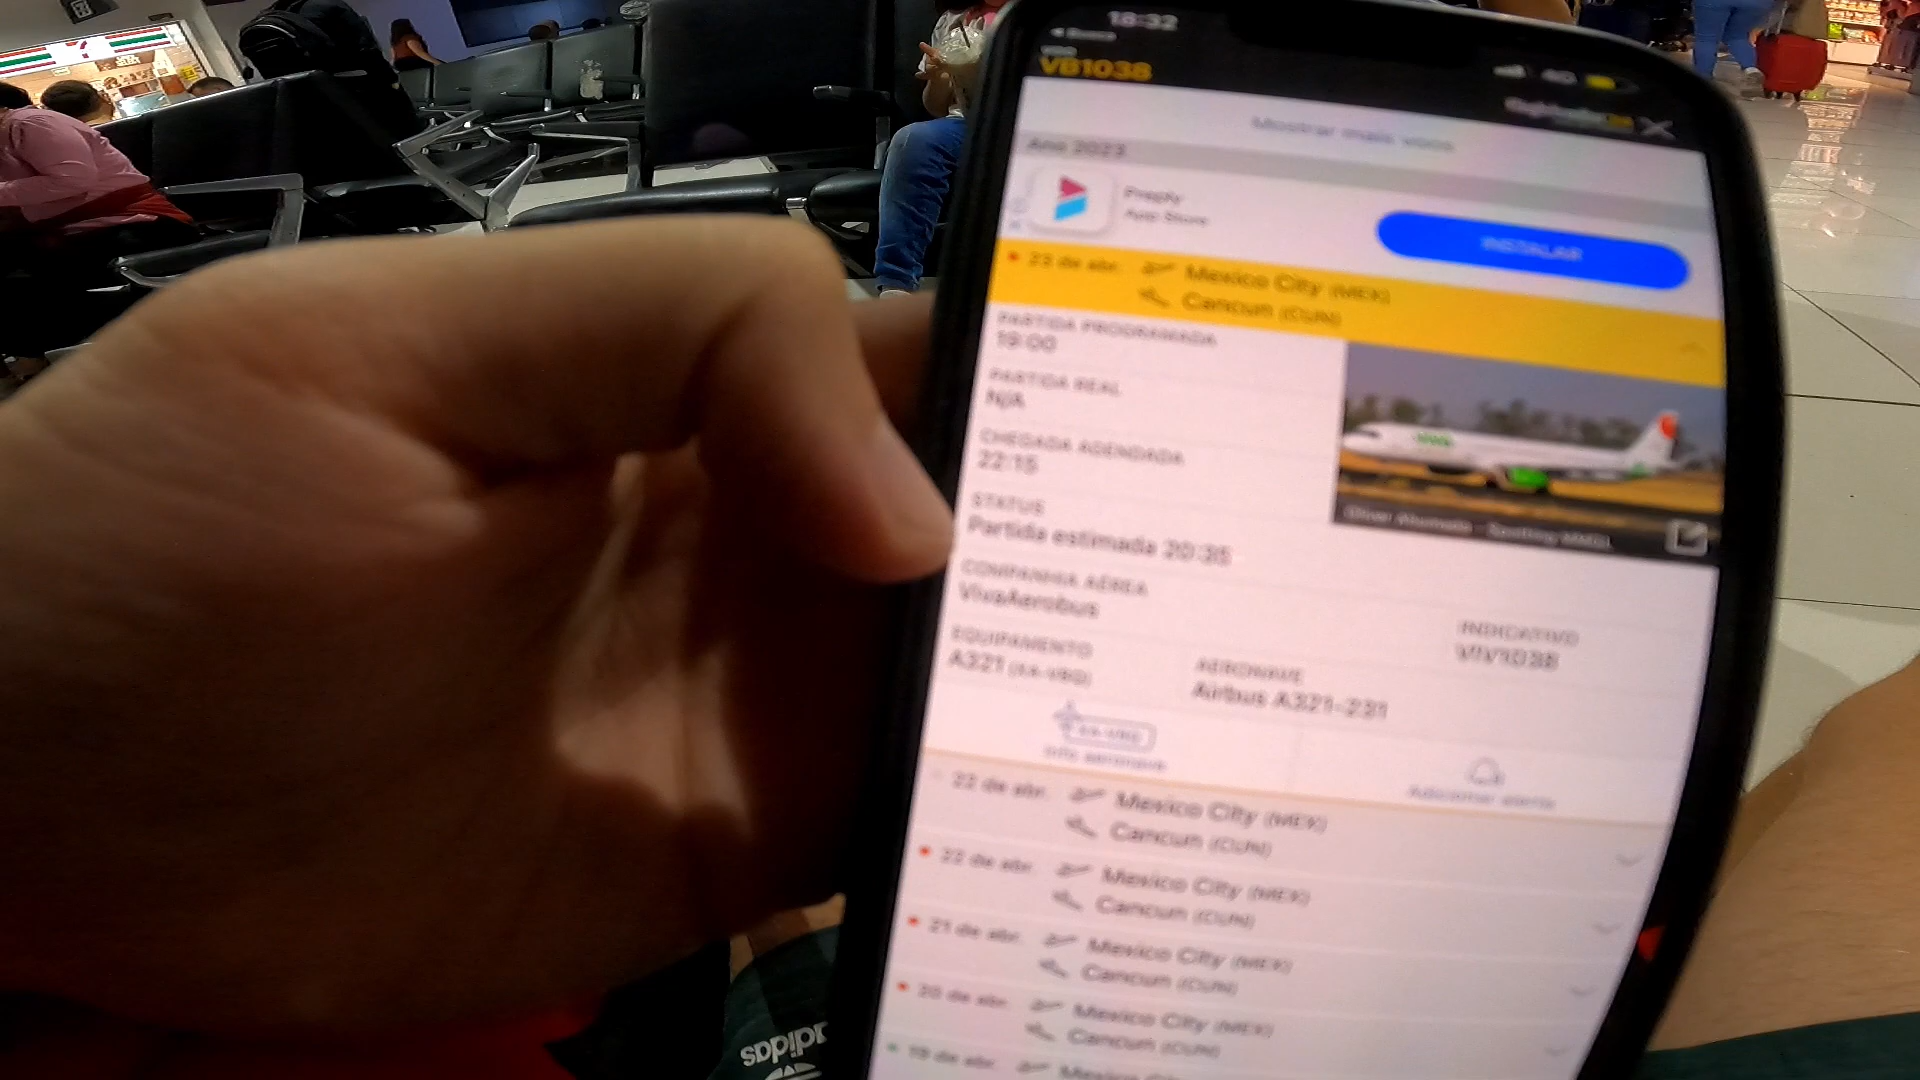 18:32
VB1038
Mostrar mais voos
Ano 2023
Preply
App Store
INSTALAR
23 de abr. Mexico City (MEX)
Cancun (CUN)
PARTIDA PROGRAMADA
19:00
PARTIDA REAL
N/A
CHEGADA AGENDADA
22:15
STATUS
Partida estimada 20:35
COMPANHIA AÉREA
VivaAerobus
INDICATIVO
VIV1038
EQUIPAMENTO
A321 (XA-VBQ)
AERONAVE
Airbus A321-231
Info aeronave
Adicionar alerta
22 de abr. Mexico City (MEX)
Cancun (CUN)
22 de abr. Mexico City (MEX)
Cancun (CUN)
21 de abr. Mexico City (MEX)
Cancun (CUN)
20 de abr. Mexico City (MEX)
Cancun (CUN)
19 de abr. Mexico City
adidas